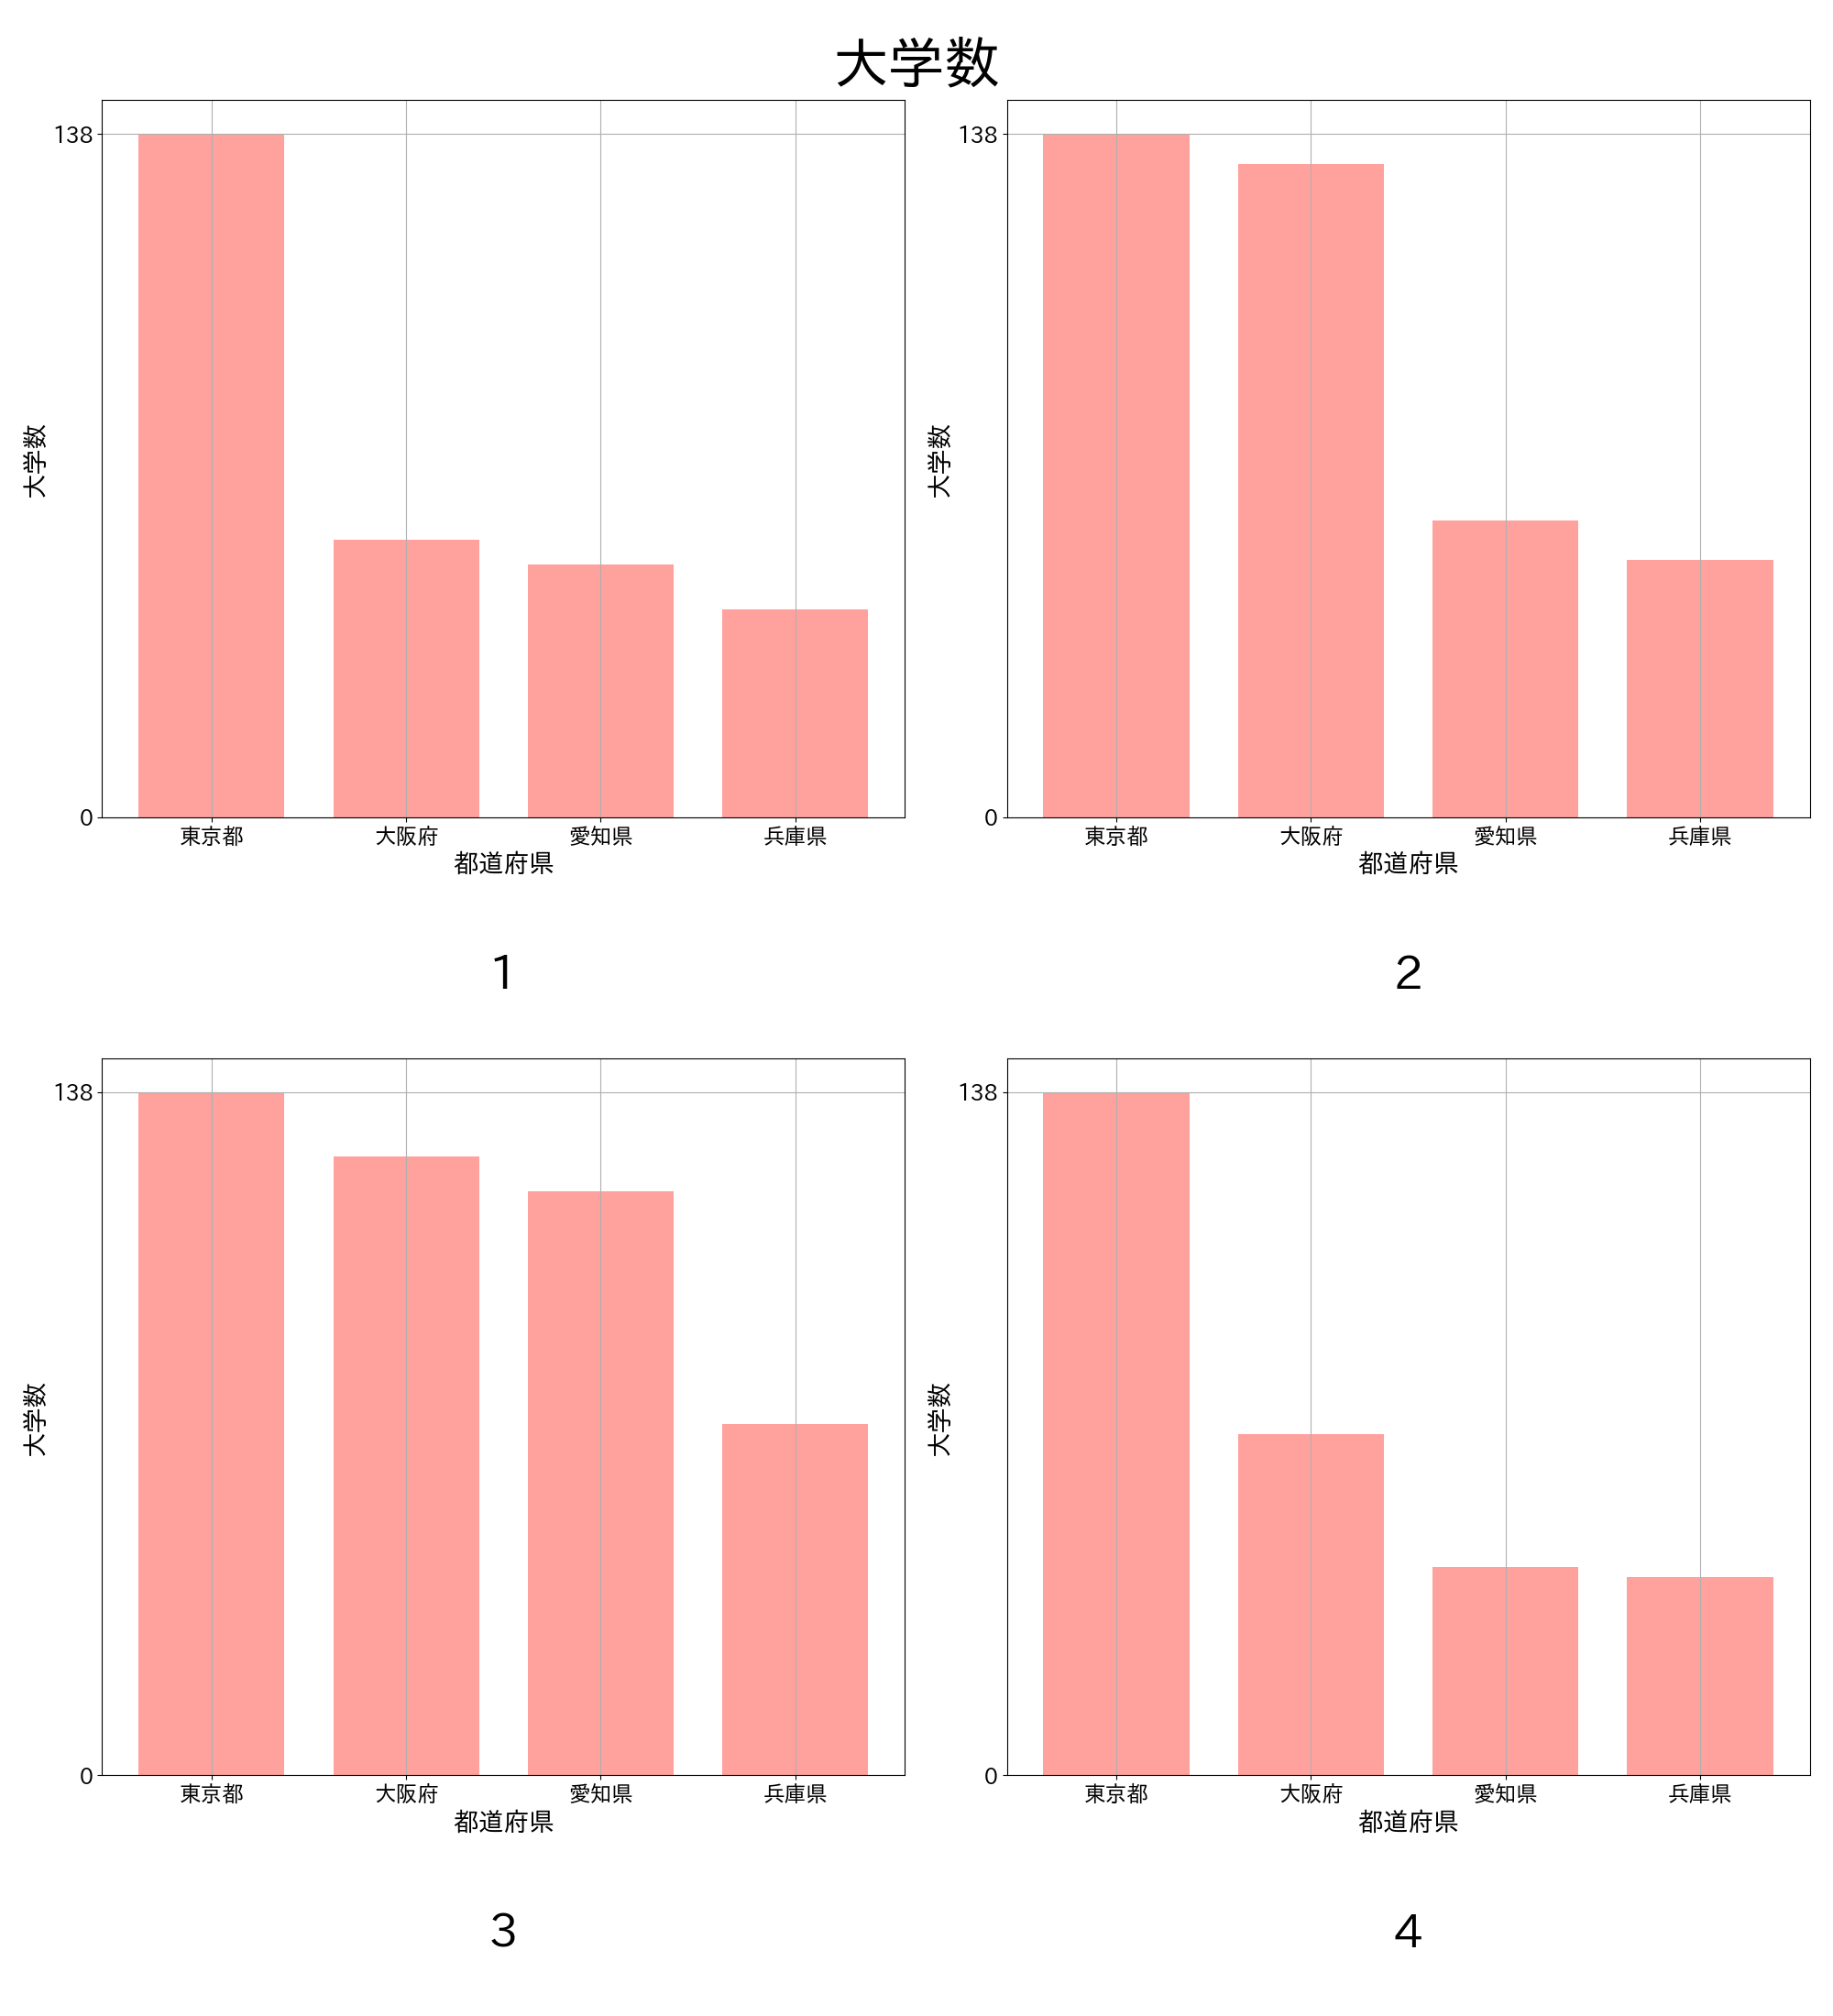 大学数
138
0
大学数
東京都 大阪府 愛知県 兵庫県
都道府県
1
138
0
大学数
東京都 大阪府 愛知県 兵庫県
都道府県
2
138
0
大学数
東京都 大阪府 愛知県 兵庫県
都道府県
3
138
0
大学数
東京都 大阪府 愛知県 兵庫県
都道府県
4